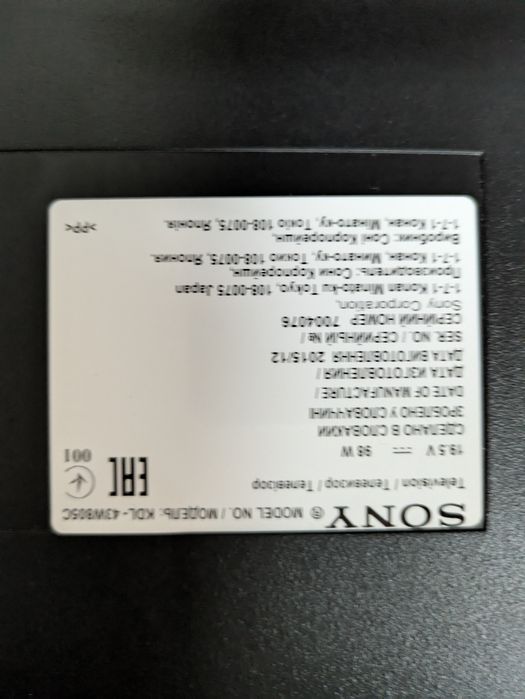 SONY ® MODEL NO. / МОДЕЛЬ: KDL-43W805C
Television / Телевизор / Телевізор
19.5 V ⎓ 98 W
EAC
001
СДЕЛАНО В СЛОВАКИИ
ЗРОБЛЕНО У СЛОВАЧЧИНІ
DATE OF MANUFACTURE /
ДАТА ИЗГОТОВЛЕНИЯ /
ДАТА ВИГОТОВЛЕННЯ 2015/12
SER. NO. / СЕРИЙНЫЙ № /
СЕРІЙНИЙ НОМЕР 7004076
Sony Corporation,
1-7-1 Konan Minato-ku Tokyo, 108-0075 Japan
Производитель: Сони Корпорейшн,
1-7-1 Конан, Минато-ку, Токио 108-0075, Япония.
Виробник: Соні Корпорейшн,
1-7-1 Конан, Мінато-ку, Токіо 108-0075, Японія.
>PP<